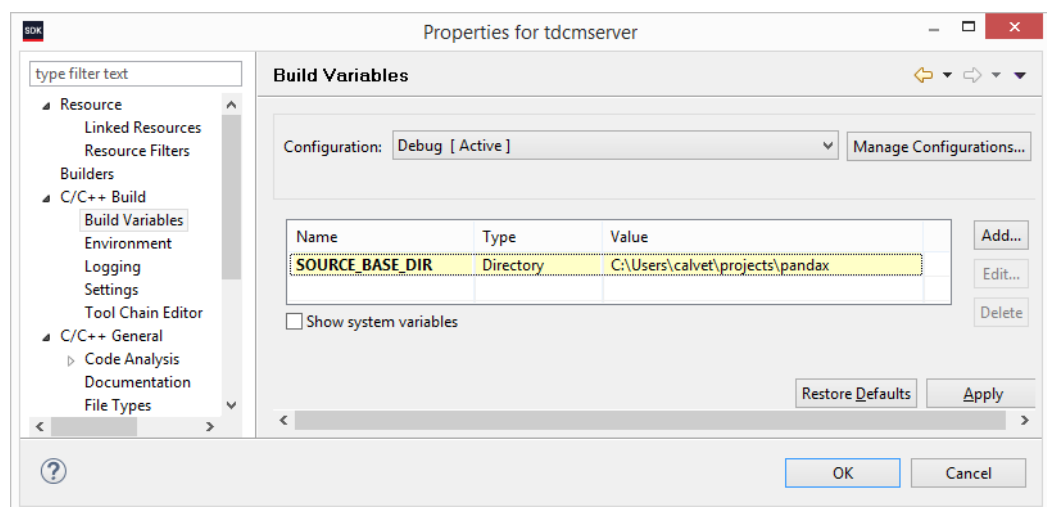 SDK
Properties for tdcmserver
type filter text
Resource
Linked Resources
Resource Filters
Builders
C/C++ Build
Build Variables
Environment
Logging
Settings
Tool Chain Editor
C/C++ General
Code Analysis
Documentation
File Types
Build Variables
Configuration: Debug [ Active ] Manage Configurations...
Name Type Value
SOURCE_BASE_DIR Directory C:\Users\calvet\projects\pandax
Add...
Edit...
Delete
Show system variables
Restore Defaults Apply
? OK Cancel